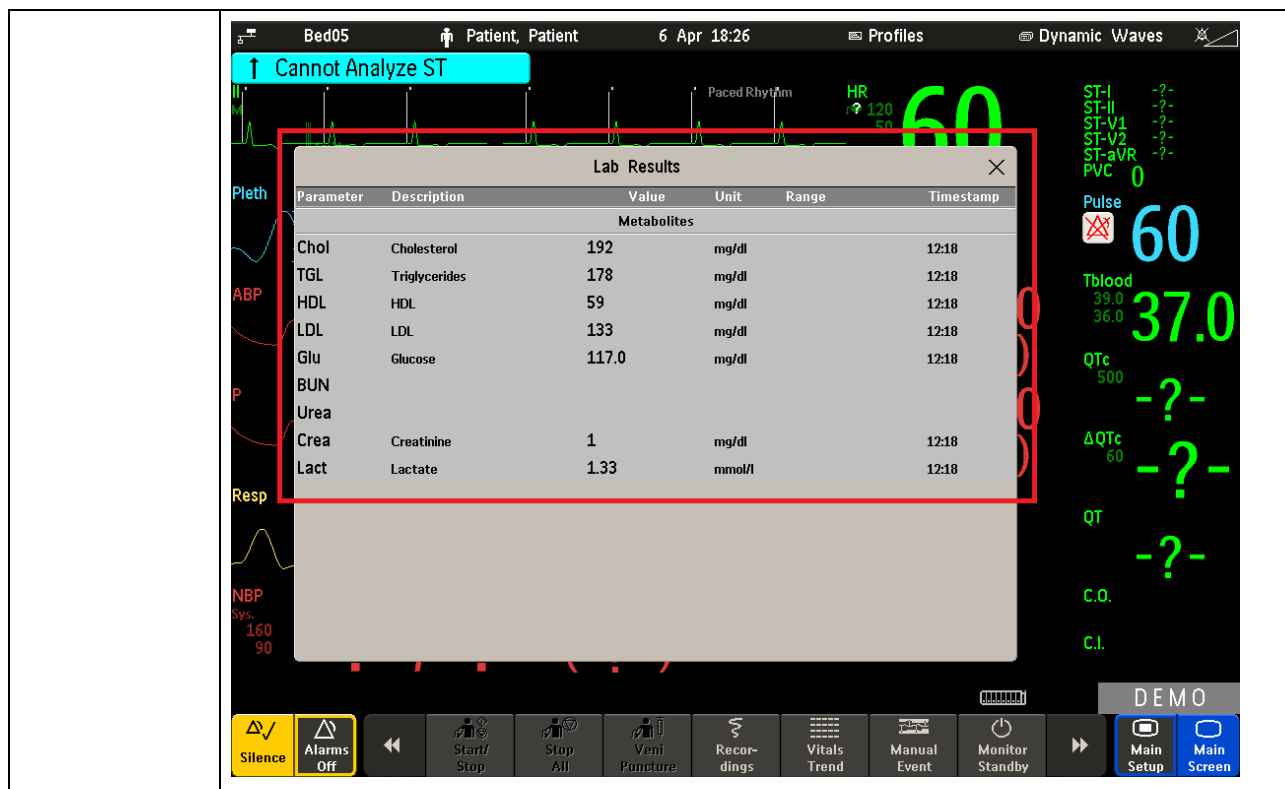 Bed05 Patient, Patient 6 Apr 18:26 Profiles Dynamic Waves
↑ Cannot Analyze ST
II
M
Paced Rhythm
HR
120
50
60
ST-I -?-
ST-II -?-
ST-V1 -?-
ST-V2 -?-
ST-aVR -?-
PVC 0
Lab Results
Parameter Description Value Unit Range Timestamp
Metabolites
Chol Cholesterol 192 mg/dl 12:18
TGL Triglycerides 178 mg/dl 12:18
HDL HDL 59 mg/dl 12:18
LDL LDL 133 mg/dl 12:18
Glu Glucose 117.0 mg/dl 12:18
BUN
Urea
Crea Creatinine 1 mg/dl 12:18
Lact Lactate 1.33 mmol/l 12:18
Pleth
ABP
P
Resp
NBP
Sys.
160
90
Pulse
60
Tblood
39.0
36.0
37.0
QTc
500
-?-
ΔQTc
60
-?-
QT
-?-
C.O.
C.I.
DEMO
Silence
Alarms
Off
Start/
Stop
Stop
All
Veni
Puncture
Recor-
dings
Vitals
Trend
Manual
Event
Monitor
Standby
Main
Setup
Main
Screen